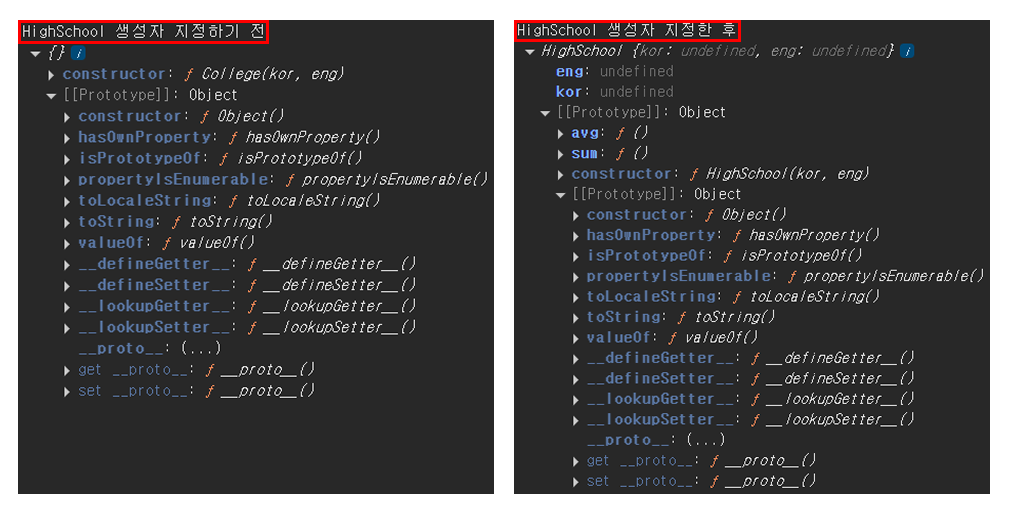 HighSchool 생성자 지정하기 전
▼ {} i
▶ constructor: ƒ College(kor, eng)
▼ [[Prototype]]: Object
▶ constructor: ƒ Object()
▶ hasOwnProperty: ƒ hasOwnProperty()
▶ isPrototypeOf: ƒ isPrototypeOf()
▶ propertyIsEnumerable: ƒ propertyIsEnumerable()
▶ toLocaleString: ƒ toLocaleString()
▶ toString: ƒ toString()
▶ valueOf: ƒ valueOf()
▶ __defineGetter__: ƒ __defineGetter__()
▶ __defineSetter__: ƒ __defineSetter__()
▶ __lookupGetter__: ƒ __lookupGetter__()
▶ __lookupSetter__: ƒ __lookupSetter__()
__proto__: (...)
▶ get __proto__: ƒ __proto__()
▶ set __proto__: ƒ __proto__()
HighSchool 생성자 지정한 후
▼ HighSchool {kor: undefined, eng: undefined} i
eng: undefined
kor: undefined
▼ [[Prototype]]: Object
▶ avg: ƒ ()
▶ sum: ƒ ()
▶ constructor: ƒ HighSchool(kor, eng)
▼ [[Prototype]]: Object
▶ constructor: ƒ Object()
▶ hasOwnProperty: ƒ hasOwnProperty()
▶ isPrototypeOf: ƒ isPrototypeOf()
▶ propertyIsEnumerable: ƒ propertyIsEnumerable()
▶ toLocaleString: ƒ toLocaleString()
▶ toString: ƒ toString()
▶ valueOf: ƒ valueOf()
▶ __defineGetter__: ƒ __defineGetter__()
▶ __defineSetter__: ƒ __defineSetter__()
▶ __lookupGetter__: ƒ __lookupGetter__()
▶ __lookupSetter__: ƒ __lookupSetter__()
__proto__: (...)
▶ get __proto__: ƒ __proto__()
▶ set __proto__: ƒ __proto__()